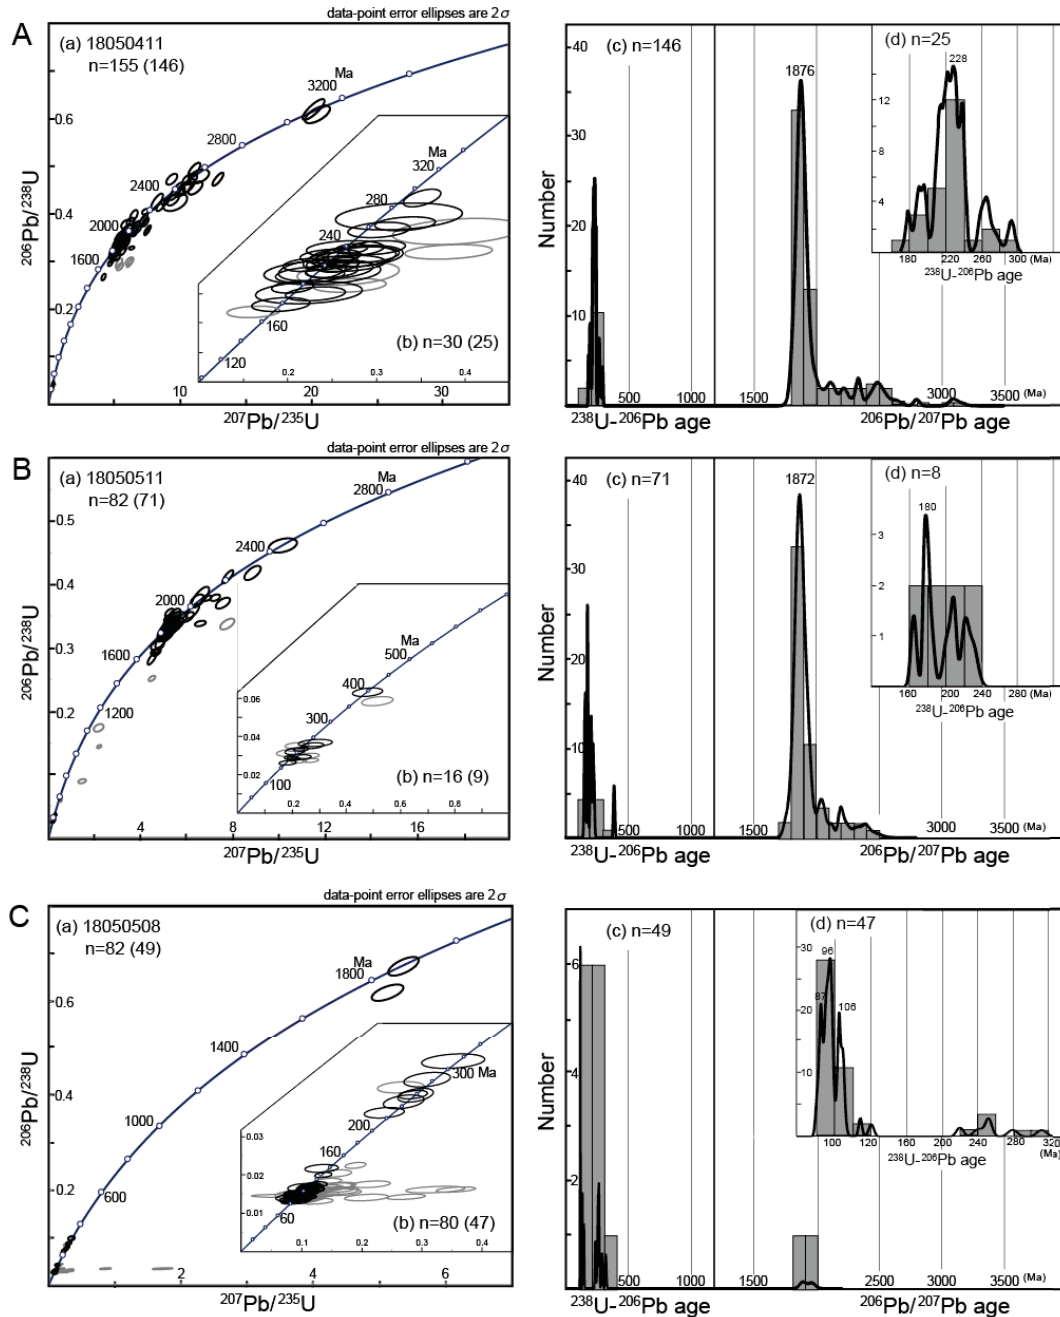 data-point error ellipses are 2σ
A
(a) 18050411
n=155 (146)
Ma
3200
2800
2400
2000
1600
0.6
0.4
0.2
206Pb/238U
10
20
30
207Pb/235U
Ma
320
280
240
160
120
0.2
0.3
0.4
(b) n=30 (25)
(c) n=146
Number
40
30
20
10
1876
500
1000
1500
3000
3500 (Ma)
238U-206Pb age
206Pb/207Pb age
(d) n=25
228
12
8
4
180
220
260
300 (Ma)
238U-206Pb age
data-point error ellipses are 2σ
B
(a) 18050511
n=82 (71)
Ma
2800
2400
2000
1600
1200
0.5
0.4
0.3
0.2
206Pb/238U
4
8
12
16
207Pb/235U
Ma
500
400
300
100
0.06
0.04
0.02
0.2
0.4
0.6
0.8
(b) n=16 (9)
(c) n=71
Number
40
30
20
10
1872
500
1000
1500
3000
3500 (Ma)
238U-206Pb age
206Pb/207Pb age
(d) n=8
180
3
2
1
160
200
240
280 (Ma)
238U-206Pb age
data-point error ellipses are 2σ
C
(a) 18050508
n=82 (49)
Ma
1800
1400
1000
600
0.6
0.4
0.2
206Pb/238U
2
4
6
207Pb/235U
300 Ma
200
160
60
0.03
0.02
0.01
0.1
0.2
0.3
0.4
(b) n=80 (47)
(c) n=49
Number
6
4
2
500
1000
1500
2500
3000
3500 (Ma)
238U-206Pb age
206Pb/207Pb age
(d) n=47
96
87
106
30
20
10
100
120
160
200
240
280
320
(Ma)
238U-206Pb age